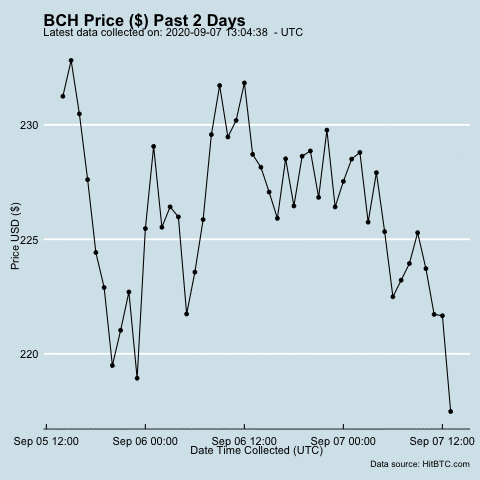 BCH Price ($) Past 2 Days
Latest data collected on: 2020-09-07 13:04:38 - UTC
230
225
220
Price USD ($)
Sep 05 12:00 Sep 06 00:00 Sep 06 12:00 Sep 07 00:00 Sep 07 12:00
Date Time Collected (UTC)
Data source: HitBTC.com